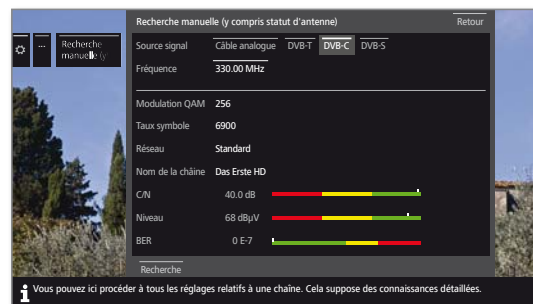 Recherche manuelle (y compris statut d'antenne) Retour
... Recherche manuelle (y
Source signal Câble analogue DVB-T DVB-C DVB-S
Fréquence 330.00 MHz
Modulation QAM 256
Taux symbole 6900
Réseau Standard
Nom de la chaîne Das Erste HD
C/N 40.0 dB
Niveau 68 dBµV
BER 0 E-7
Recherche
i Vous pouvez ici procéder à tous les réglages relatifs à une chaîne. Cela suppose des connaissances détaillées.